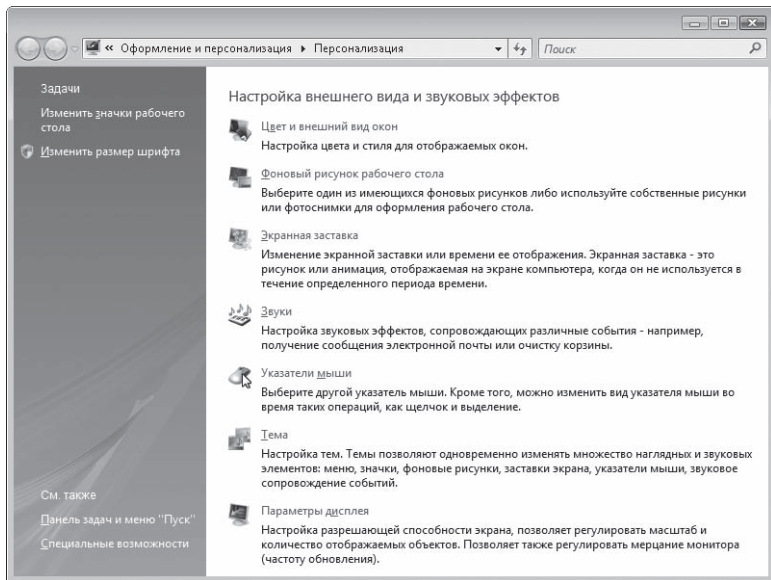 « Оформление и персонализация ▸ Персонализация
Поиск
Задачи
Изменить значки рабочего
стола
Изменить размер шрифта
См. также
Панель задач и меню "Пуск"
Специальные возможности
Настройка внешнего вида и звуковых эффектов
Цвет и внешний вид окон
Настройка цвета и стиля для отображаемых окон.
Фоновый рисунок рабочего стола
Выберите один из имеющихся фоновых рисунков либо используйте собственные рисунки
или фотоснимки для оформления рабочего стола.
Экранная заставка
Изменение экранной заставки или времени ее отображения. Экранная заставка - это
рисунок или анимация, отображаемая на экране компьютера, когда он не используется в
течение определенного периода времени.
Звуки
Настройка звуковых эффектов, сопровождающих различные события - например,
получение сообщения электронной почты или очистку корзины.
Указатели мыши
Выберите другой указатель мыши. Кроме того, можно изменить вид указателя мыши во
время таких операций, как щелчок и выделение.
Тема
Настройка тем. Темы позволяют одновременно изменять множество наглядных и звуковых
элементов: меню, значки, фоновые рисунки, заставки экрана, указатели мыши, звуковое
сопровождение событий.
Параметры дисплея
Настройка разрешающей способности экрана, позволяет регулировать масштаб и
количество отображаемых объектов. Позволяет также регулировать мерцание монитора
(частоту обновления).